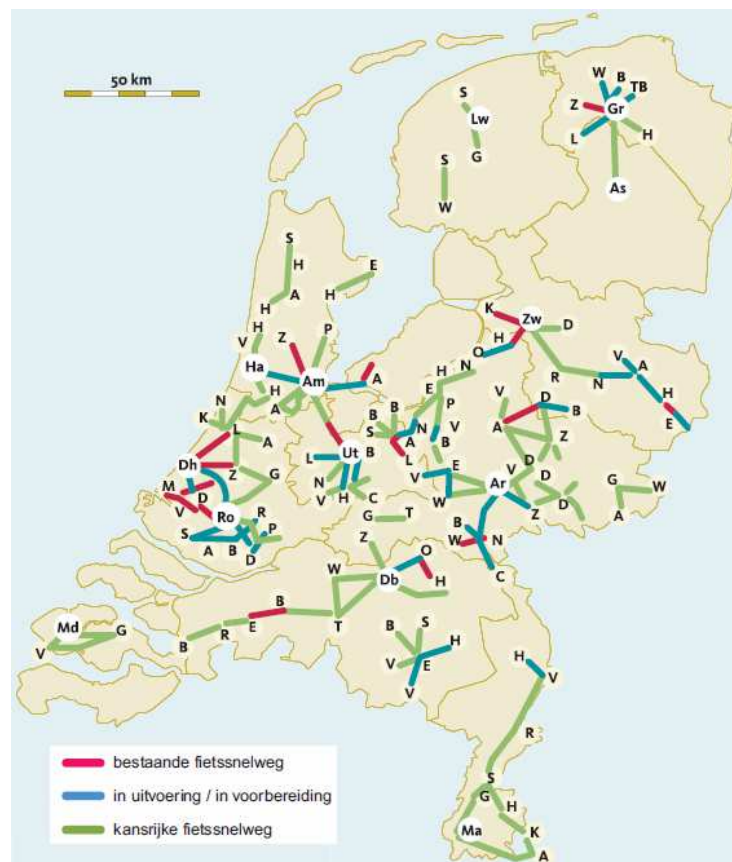 50 km
W B TB
Z Gr
L H
As
S
Lw
G
S
W
S
H E
H A H
H
V Z P
Ha Am
A
K Zw D
H
O
V A
R N
H
E
H N
E P
B B
S A N V
L B
V D
A B
Z
N H
K A
L A
Dh Z G
M D
V Ro R
S P
A B D
Ut
L B
N
V H C
V E
W
Ar V D
D
Z
G W
A
G T
B
W N
C
Z O
Db
W H
T
B
B R E
Md G
V
B S
H
V E
V
H V
R
S
G H
Ma K
A
bestaande fietssnelweg
in uitvoering / in voorbereiding
kansrijke fietssnelweg